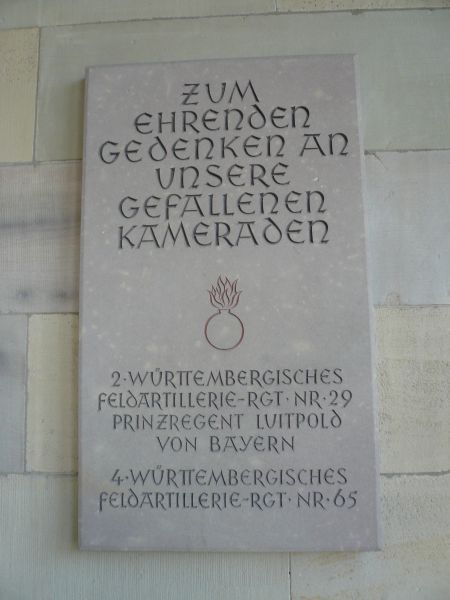 ZUM
EHRENDEN
GEDENKEN AN
UNSERE
GEFALLENEN
KAMERADEN
2·WÜRTTEMBERGISCHES
FELDARTILLERIE-RGT·NR·29
PRINZREGENT LUITPOLD
VON BAYERN
4·WÜRTTEMBERGISCHES
FELDARTILLERIE-RGT·NR·65